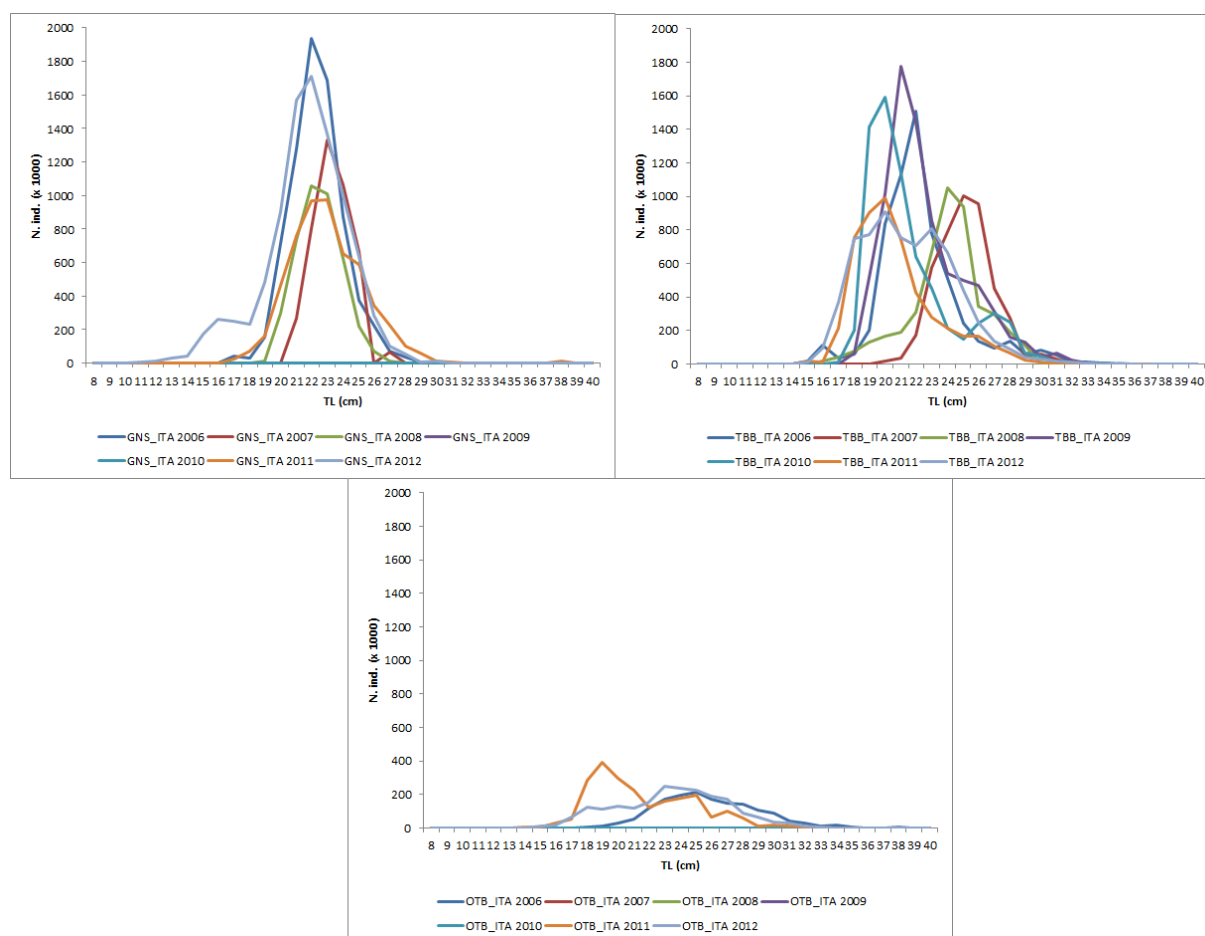 2000
1800
1600
1400
1200
1000
800
600
400
200
0
N. ind. (x 1000)
8 9 10 11 12 13 14 15 16 17 18 19 20 21 22 23 24 25 26 27 28 29 30 31 32 33 34 35 36 37 38 39 40
TL (cm)
GNS_ITA 2006 GNS_ITA 2007 GNS_ITA 2008 GNS_ITA 2009
GNS_ITA 2010 GNS_ITA 2011 GNS_ITA 2012
2000
1800
1600
1400
1200
1000
800
600
400
200
0
N. ind. (x 1000)
8 9 10 11 12 13 14 15 16 17 18 19 20 21 22 23 24 25 26 27 28 29 30 31 32 33 34 35 36 37 38 39 40
TL (cm)
TBB_ITA 2006 TBB_ITA 2007 TBB_ITA 2008 TBB_ITA 2009
TBB_ITA 2010 TBB_ITA 2011 TBB_ITA 2012
2000
1800
1600
1400
1200
1000
800
600
400
200
0
N. ind. (x 1000)
8 9 10 11 12 13 14 15 16 17 18 19 20 21 22 23 24 25 26 27 28 29 30 31 32 33 34 35 36 37 38 39 40
TL (cm)
OTB_ITA 2006 OTB_ITA 2007 OTB_ITA 2008 OTB_ITA 2009
OTB_ITA 2010 OTB_ITA 2011 OTB_ITA 2012